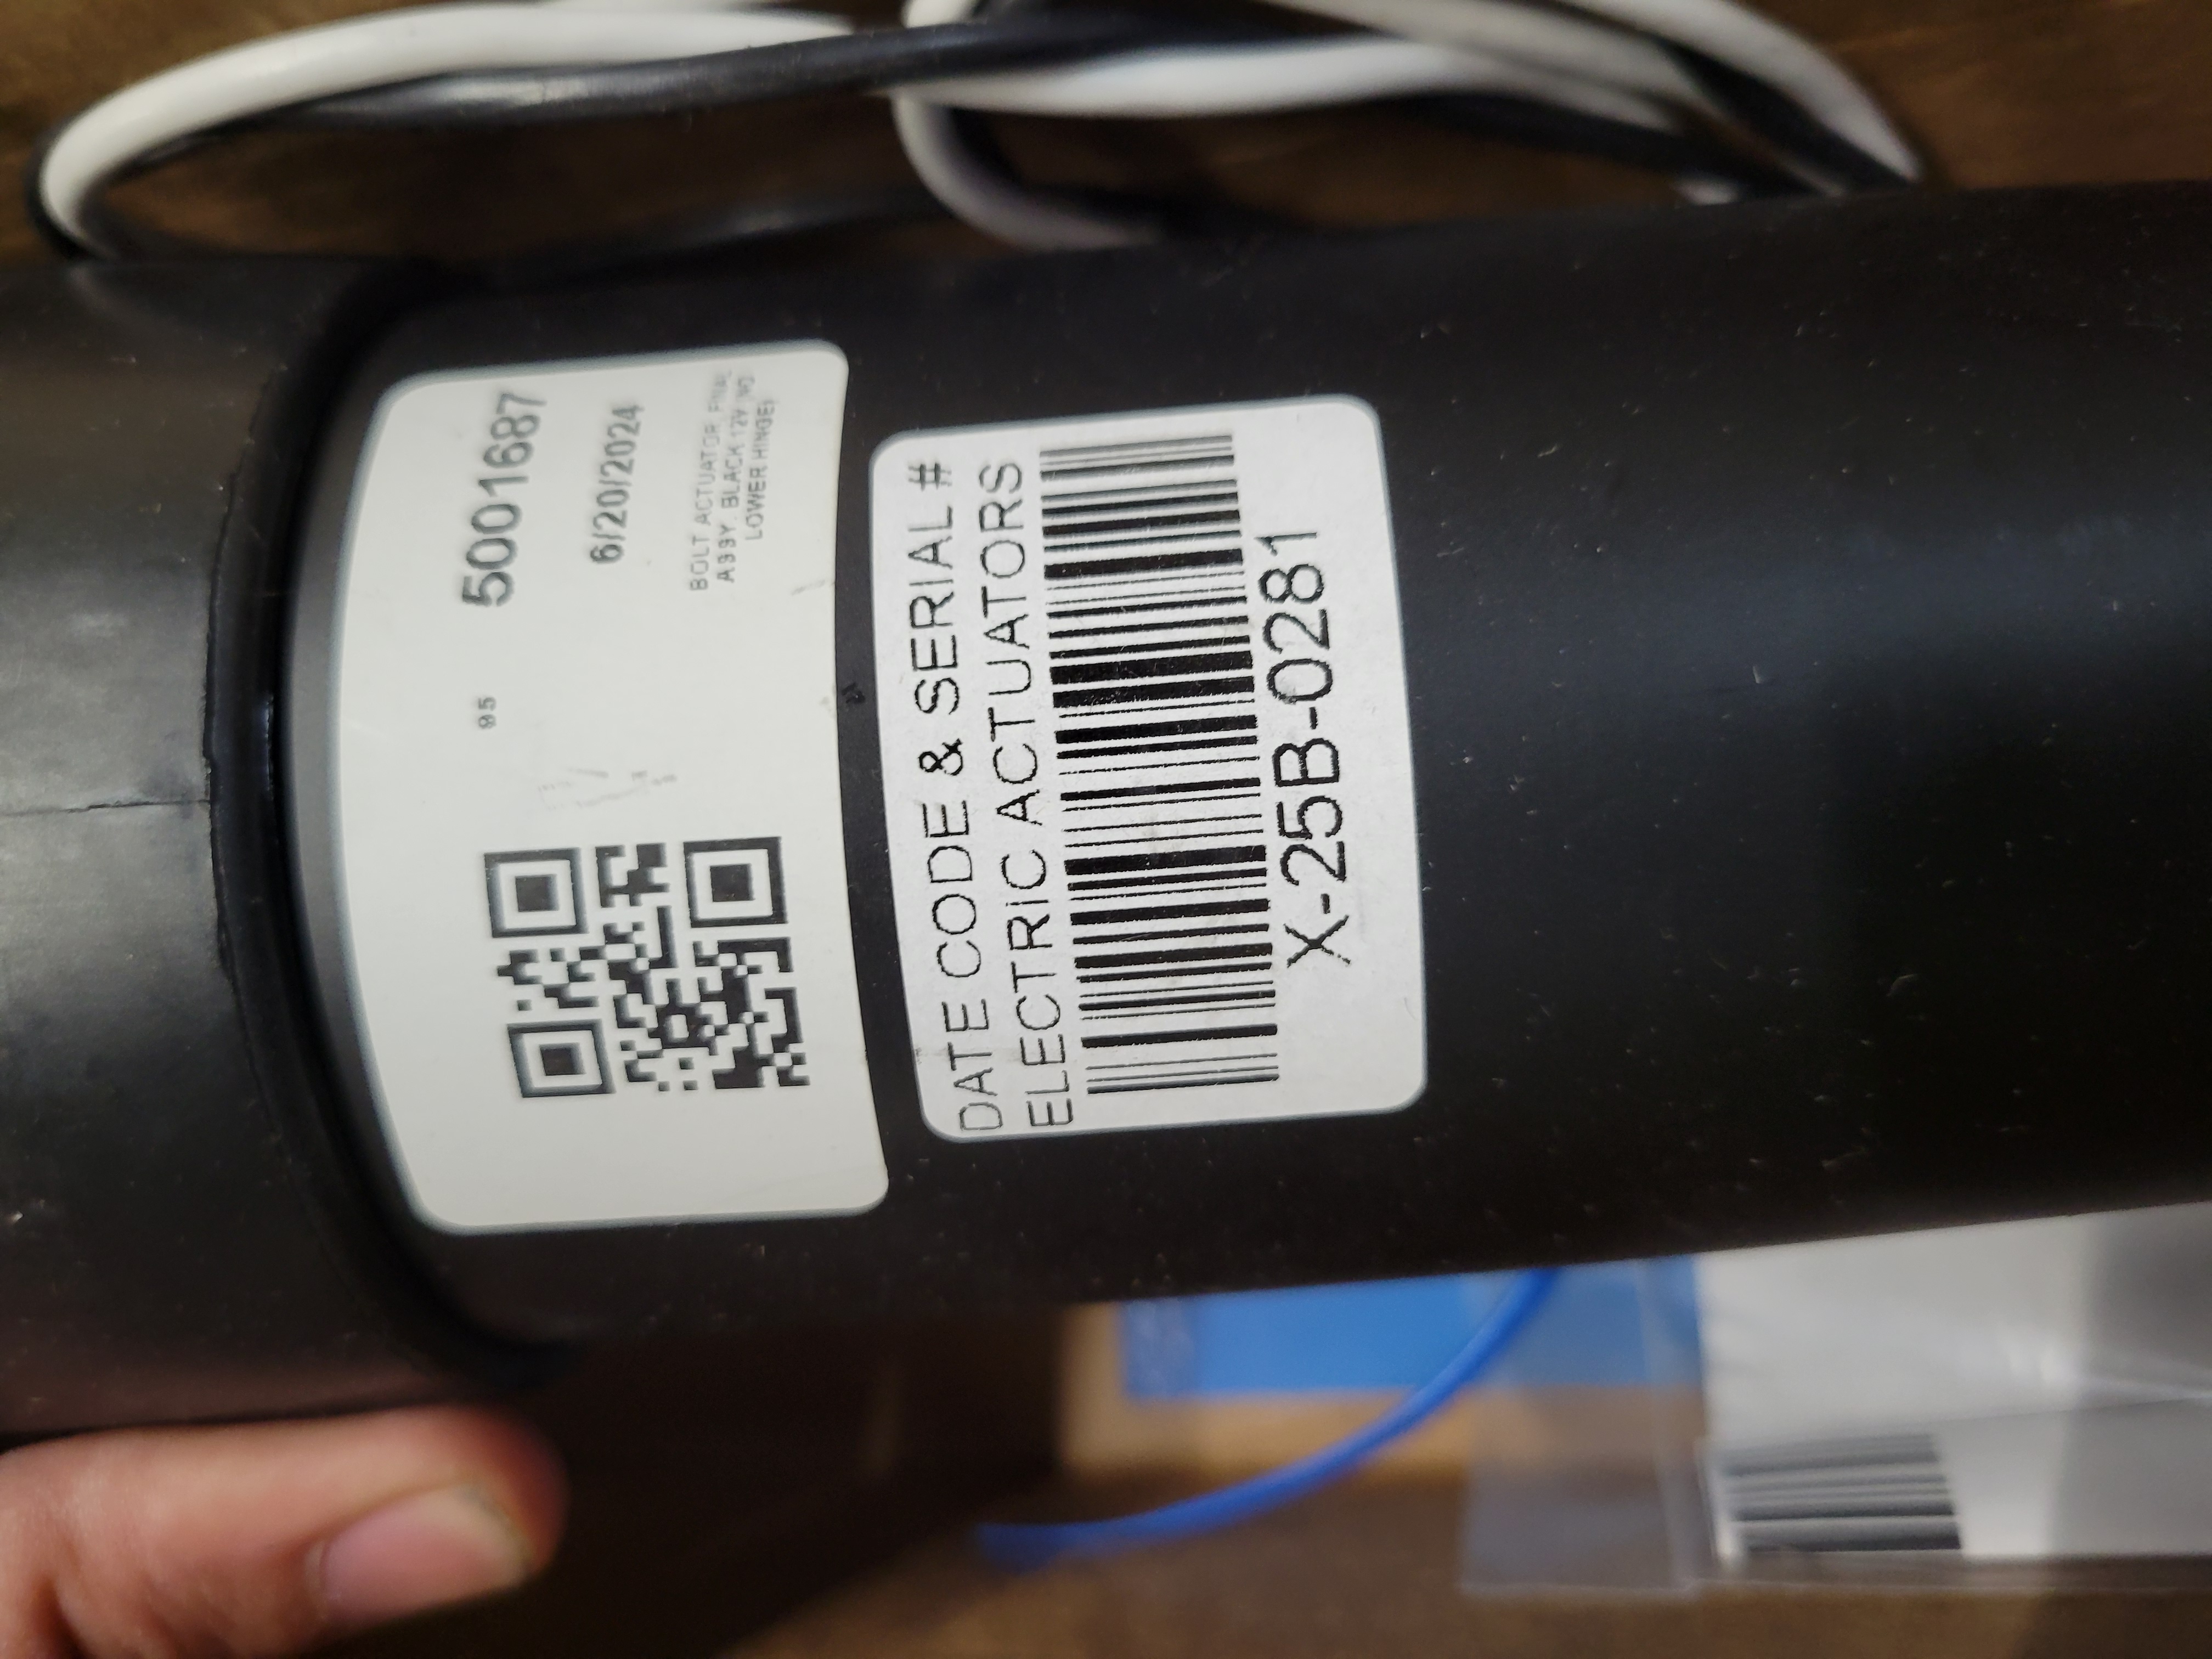 95
5001687
6/20/2024
BOLT ACTUATOR, FINAL
ASSY. BLACK 12V (NO
LOWER HINGE)
DATE CODE & SERIAL #
ELECTRIC ACTUATORS
X-25B-0281